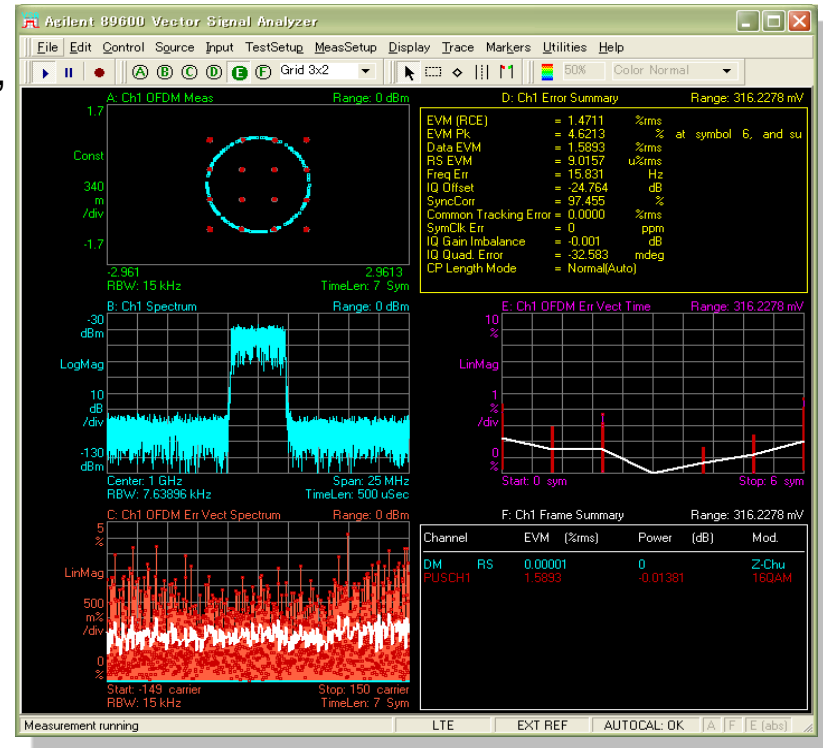 Agilent 89600 Vector Signal Analyzer
File Edit Control Source Input TestSetup MeasSetup Display Trace Markers Utilities Help
A B C D E F Grid 3x2 50% Color Normal
,
A: Ch1 OFDM Meas Range: 0 dBm
1.7
Const
340
m
/div
-1.7
-2.961 2.9613
RBW: 15 kHz TimeLen: 7 Sym
D: Ch1 Error Summary Range: 316.2278 mV
EVM (RCE) = 1.4711 %rms
EVM Pk = 4.6213 % at symbol 6, and su
Data EVM = 1.5893 %rms
RS EVM = 9.0157 u%rms
Freq Err = 15.831 Hz
IQ Offset = -24.764 dB
SyncCorr = 97.455 %
Common Tracking Error = 0.0000 %rms
SymClk Err = 0 ppm
IQ Gain Imbalance = -0.001 dB
IQ Quad. Error = -32.583 mdeg
CP Length Mode = Normal(Auto)
B: Ch1 Spectrum Range: 0 dBm
-30
dBm
LogMag
10
dB
/div
-130
dBm
Center: 1 GHz Span: 25 MHz
RBW: 7.63896 kHz TimeLen: 500 uSec
E: Ch1 OFDM Err Vect Time Range: 316.2278 mV
10
%
LinMag
1
%
/div
0
%
Start: 0 sym Stop: 6 sym
C: Ch1 OFDM Err Vect Spectrum Range: 0 dBm
5
%
LinMag
500
m%
/div
0
%
Start: -149 carrier Stop: 150 carrier
RBW: 15 kHz TimeLen: 7 Sym
F: Ch1 Frame Summary Range: 316.2278 mV
Channel EVM (%rms) Power (dB) Mod.
DM RS 0.00001 0 Z-Chu
PUSCH1 1.5893 -0.01381 16QAM
Measurement running LTE EXT REF AUTOCAL: OK A F E (abs)